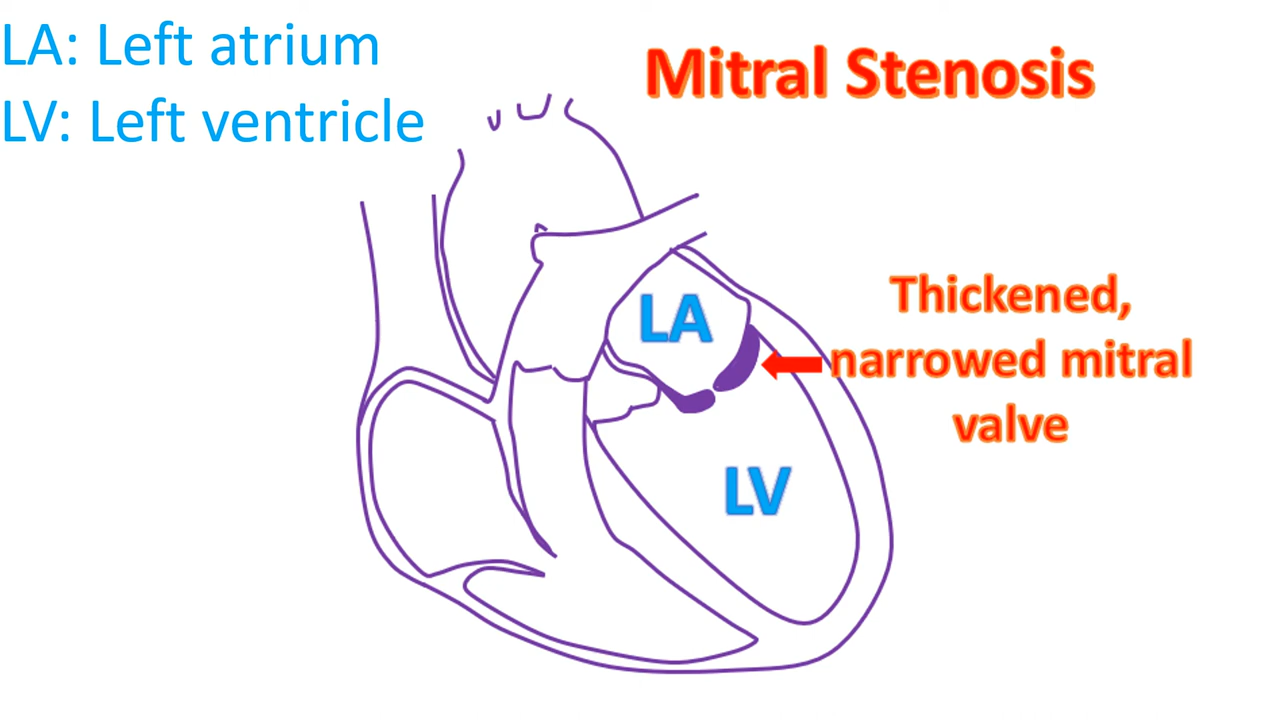 LA: Left atrium
LV: Left ventricle
Mitral Stenosis
LA
Thickened,
narrowed mitral
valve
LV